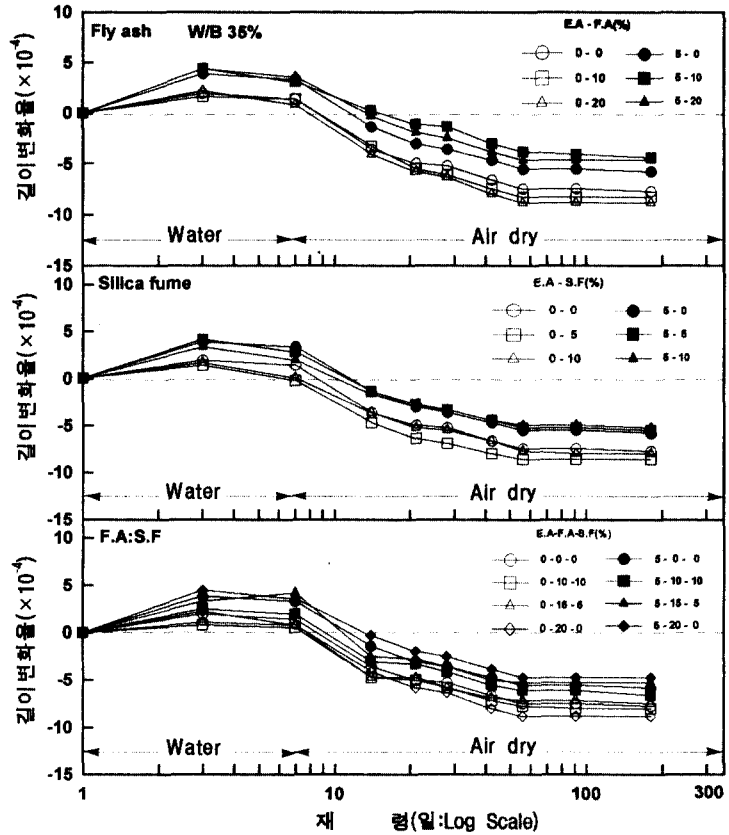 Fly ash W/B 35%
E.A - F.A(%)
0 - 0 5 - 0
0 - 10 5 - 10
0 - 20 5 - 20
길이변화율(×10⁻⁴)
10
5
0
-5
-10
-15
Water Air dry
Silica fume
E.A - S.F(%)
0 - 0 5 - 0
0 - 5 5 - 5
0 - 10 5 - 10
길이변화율(×10⁻⁴)
10
5
0
-5
-10
-15
Water Air dry
F.A:S.F
E.A-F.A-S.F(%)
0 - 0 - 0 5 - 0 - 0
0 - 10 - 10 5 - 10 - 10
0 - 15 - 5 5 - 15 - 5
0 - 20 - 0 5 - 20 - 0
길이변화율(×10⁻⁴)
10
5
0
-5
-10
-15
Water Air dry
1 10 100 300
재 령(일:Log Scale)